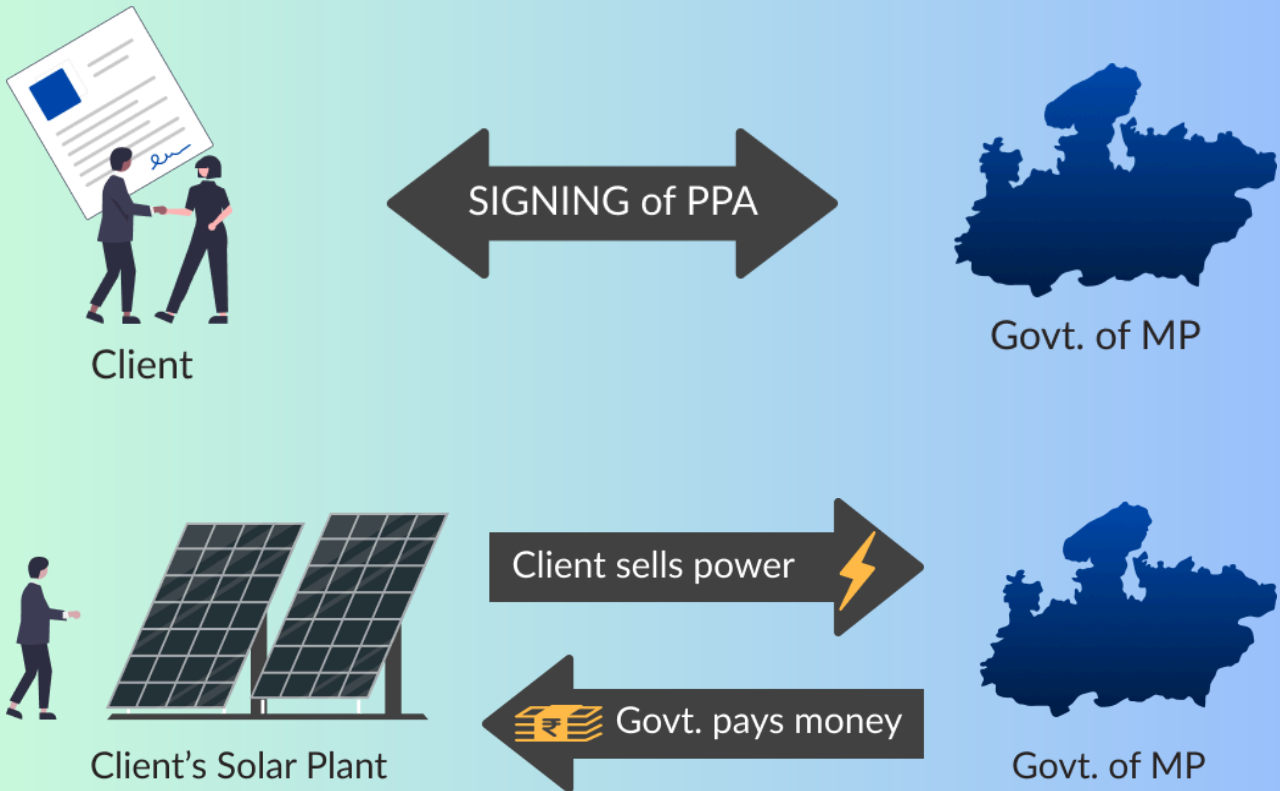 SIGNING of PPA
Client
Govt. of MP
Client sells power
₹ Govt. pays money
Client’s Solar Plant
Govt. of MP